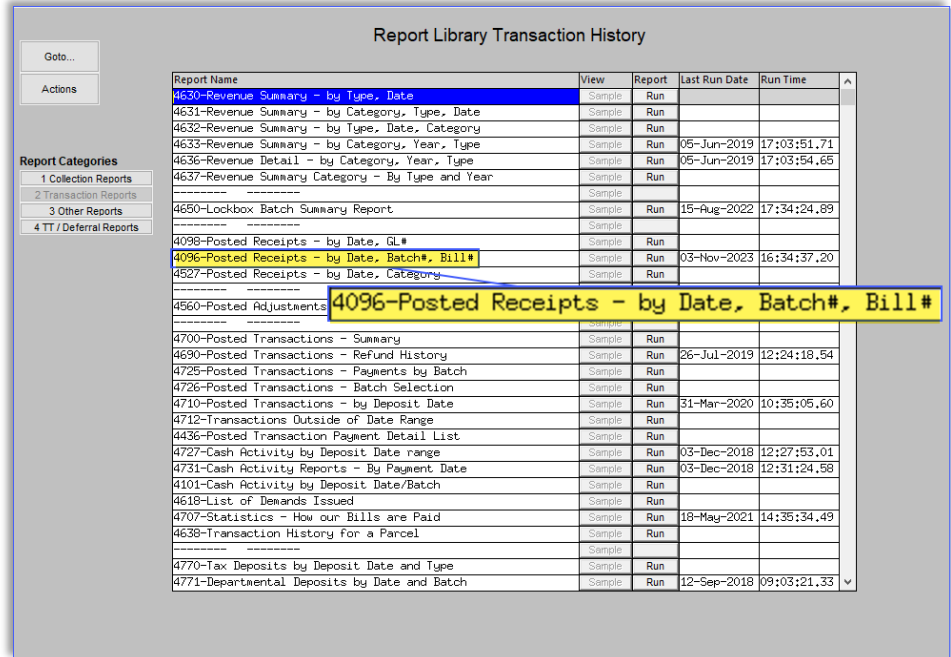 Report Library Transaction History
Goto...
Actions
Report Categories
1 Collection Reports
2 Transaction Reports
3 Other Reports
4 TT / Deferral Reports
Report Name View Report Last Run Date Run Time
4630-Revenue Summary - by Type, Date Sample Run
4631-Revenue Summary - by Category, Type, Date Sample Run
4632-Revenue Summary - by Type, Date, Category Sample Run
4633-Revenue Summary - by Category, Year, Type Sample Run 05-Jun-2019 17:03:51.71
4636-Revenue Detail - by Category, Year, Type Sample Run 05-Jun-2019 17:03:54.65
4637-Revenue Summary Category - By Type and Year Sample Run
-------- -------- Sample
4650-Lockbox Batch Summary Report Sample Run 15-Aug-2022 17:34:24.89
-------- -------- Sample
4098-Posted Receipts - by Date, GL# Sample Run
4096-Posted Receipts - by Date, Batch#, Bill# Sample Run 03-Nov-2023 16:34:37.20
4527-Posted Receipts - by Date, Category Sample Run
-------- --------
4096-Posted Receipts - by Date, Batch#, Bill#
4560-Posted Adjustments
-------- -------- Sample
4700-Posted Transactions - Summary Sample Run
4690-Posted Transactions - Refund History Sample Run 26-Jul-2019 12:24:18.54
4725-Posted Transactions - Payments by Batch Sample Run
4726-Posted Transactions - Batch Selection Sample Run
4710-Posted Transactions - by Deposit Date Sample Run 31-Mar-2020 10:35:05.60
4712-Transactions Outside of Date Range Sample Run
4436-Posted Transaction Payment Detail List Sample Run
4727-Cash Activity by Deposit Date range Sample Run 03-Dec-2018 12:27:53.01
4731-Cash Activity Reports - By Payment Date Sample Run 03-Dec-2018 12:31:24.58
4101-Cash Activity by Deposit Date/Batch Sample Run
4618-List of Demands Issued Sample Run
4707-Statistics - How our Bills are Paid Sample Run 18-May-2021 14:35:34.49
4638-Transaction History for a Parcel Sample Run
-------- -------- Sample
4770-Tax Deposits by Deposit Date and Type Sample Run
4771-Departmental Deposits by Date and Batch Sample Run 12-Sep-2018 09:03:21.33